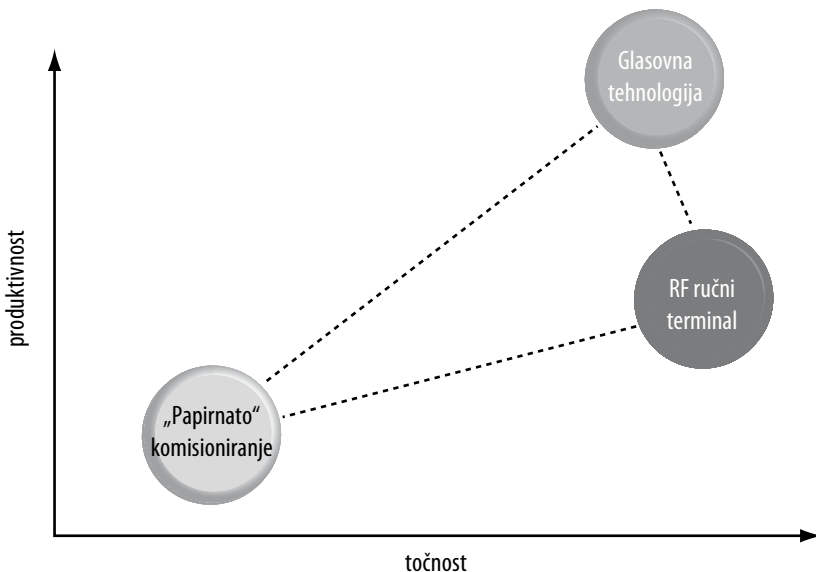 Glasovna
tehnologija
produktivnost
RF ručni
terminal
„Papirnato“
komisioniranje
točnost